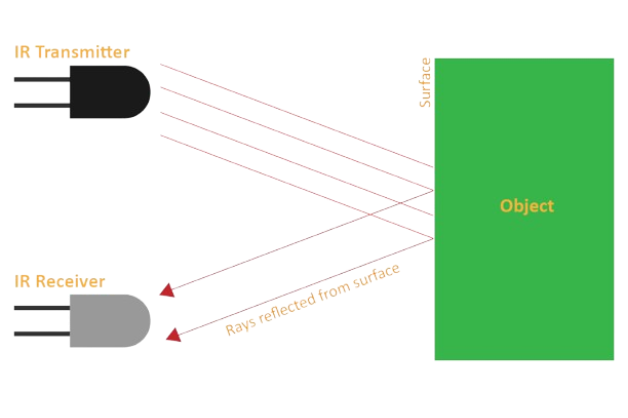 IR Transmitter
Surface
Object
IR Receiver
Rays reflected from surface